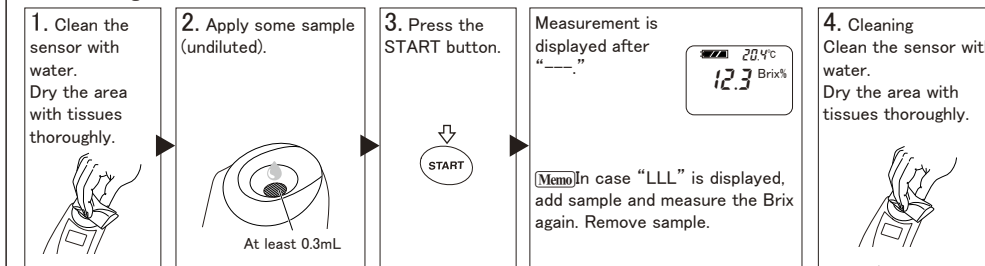 1. Clean the
sensor with
water.
Dry the area
with tissues
thoroughly.
2. Apply some sample
(undiluted).
At least 0.3mL
3. Press the
START button.
START
Measurement is
displayed after
“---.”
20.4°C
12.3 Brix%
Memo In case “LLL” is displayed,
add sample and measure the Brix
again. Remove sample.
4. Cleaning
Clean the sensor wit
water.
Dry the area with
tissues thoroughly.